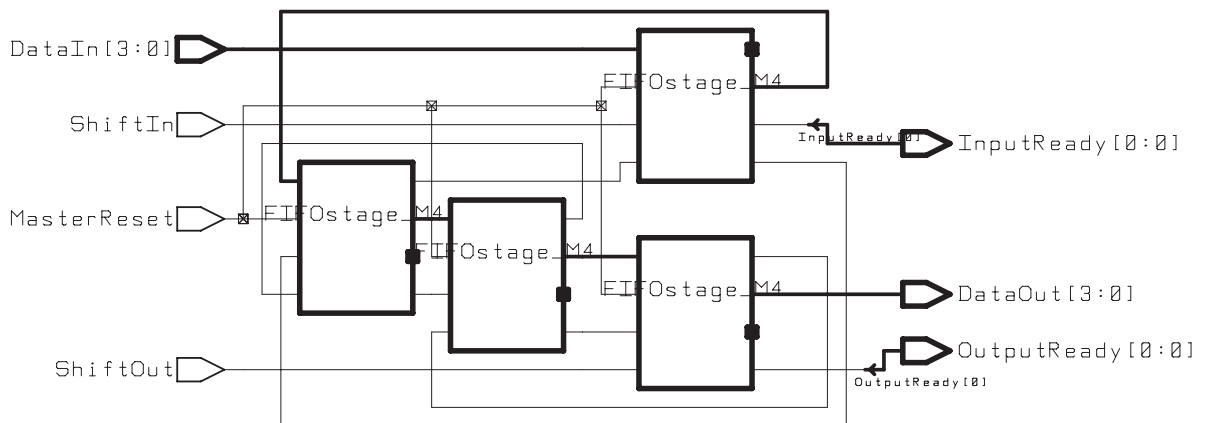 DataIn[3:0]
FIFOstage_M4
ShiftIn
InputReady[0]
InputReady[0:0]
MasterReset
FIFOstage_M4
FIFOstage_M4
FIFOstage_M4
DataOut[3:0]
OutputReady[0:0]
ShiftOut
OutputReady[0]